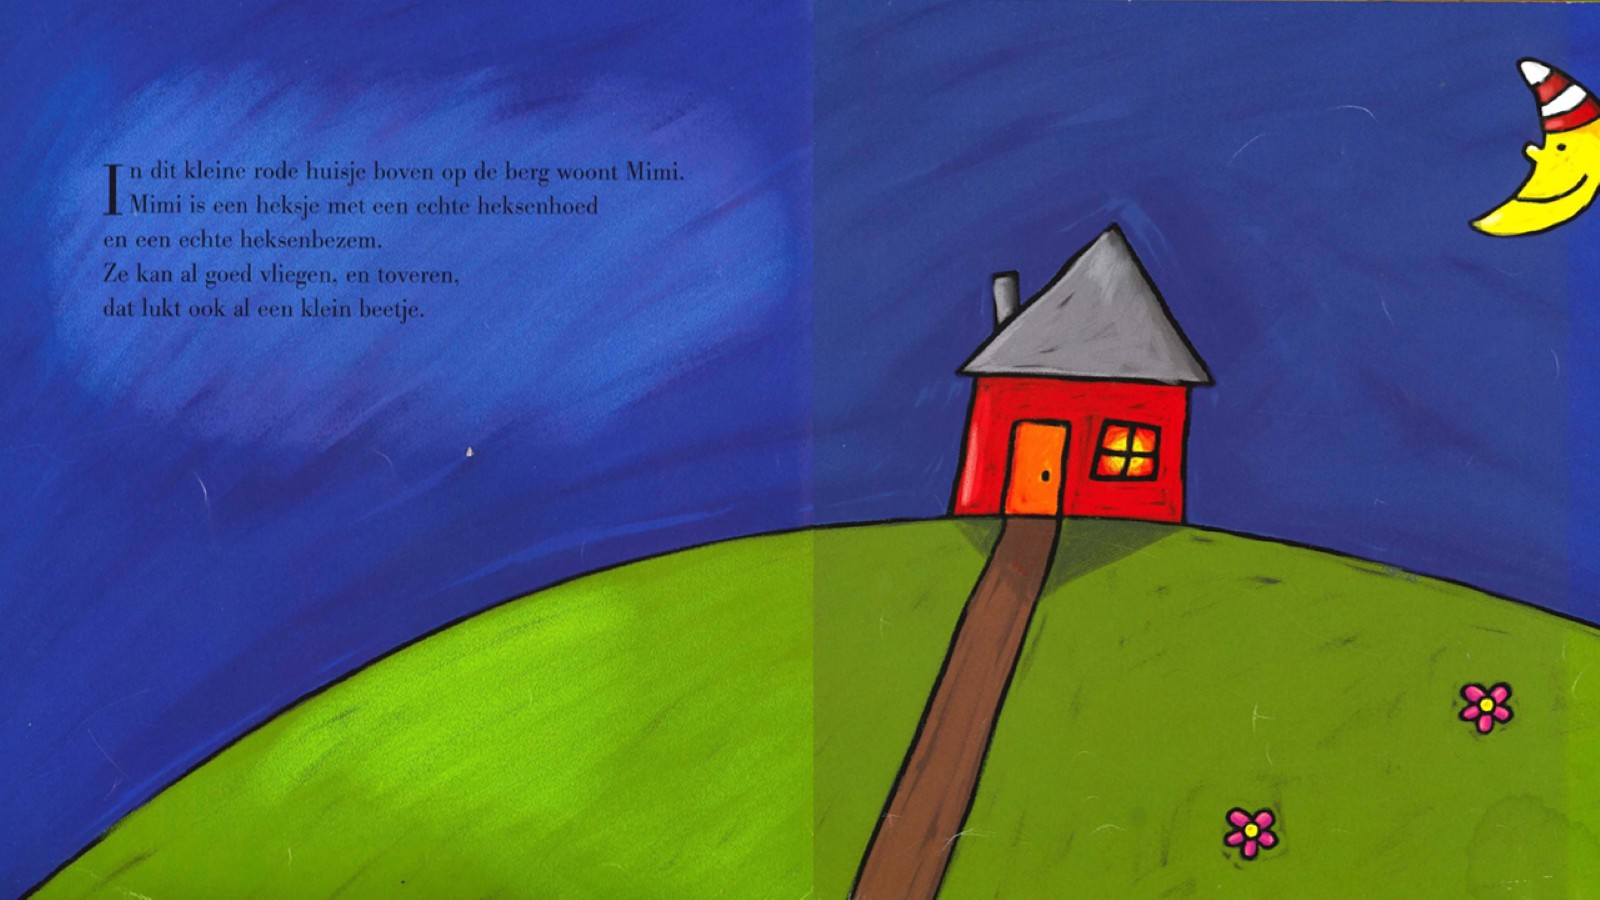 In dit kleine rode huisje boven op de berg woont Mimi.
Mimi is een heksje met een echte heksenhoed
en een echte heksenbezem.
Ze kan al goed vliegen, en toveren,
dat lukt ook al een klein beetje.